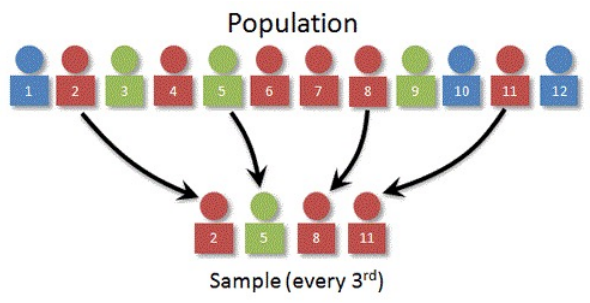 Population
1 2 3 4 5 6 7 8 9 10 11 12
2 5 8 11
Sample (every 3rd)